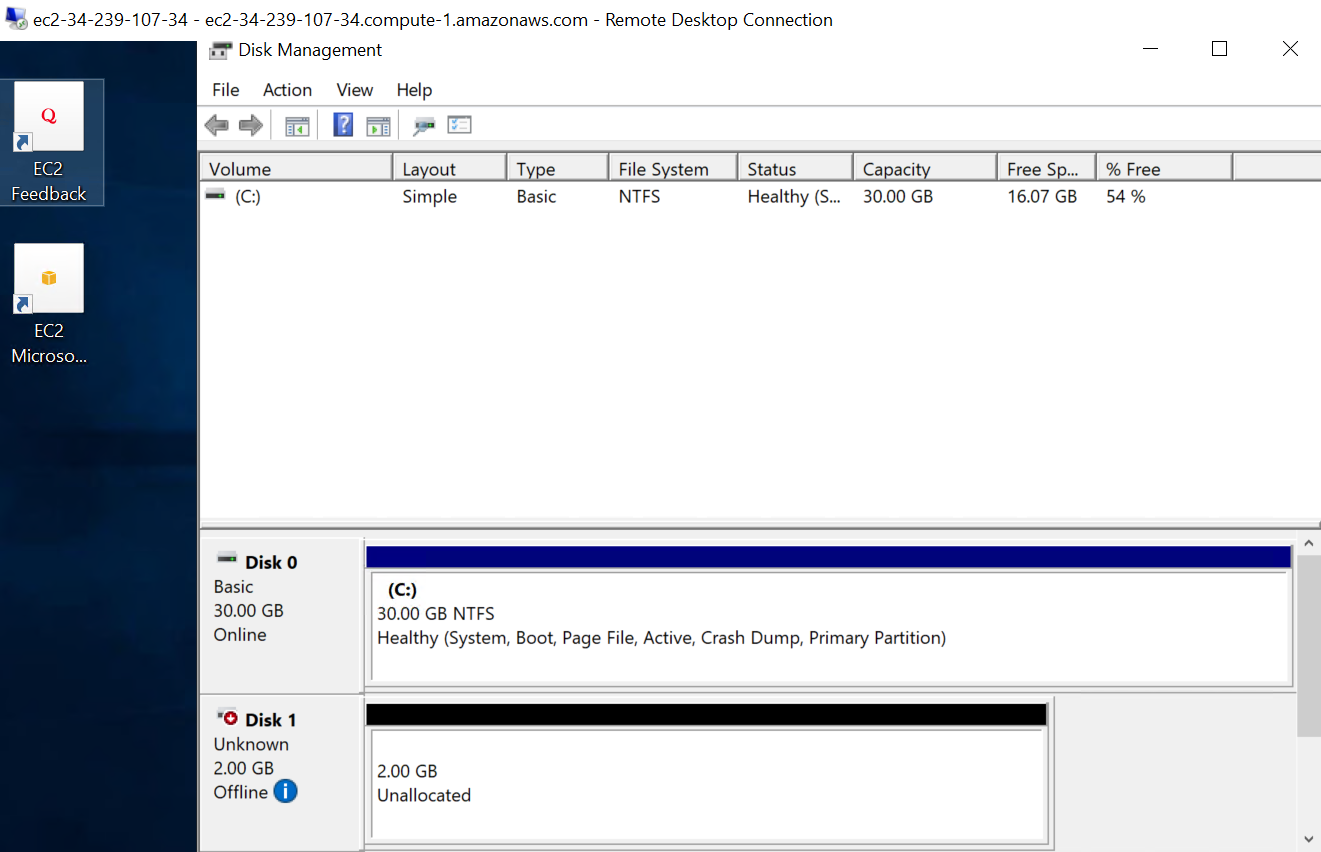 ec2-34-239-107-34 - ec2-34-239-107-34.compute-1.amazonaws.com - Remote Desktop Connection
Disk Management
File Action View Help
Q
EC2
Feedback
EC2
Microso...
?
Volume Layout Type File System Status Capacity Free Sp... % Free
(C:) Simple Basic NTFS Healthy (S... 30.00 GB 16.07 GB 54 %
Disk 0
Basic
30.00 GB
Online
(C:)
30.00 GB NTFS
Healthy (System, Boot, Page File, Active, Crash Dump, Primary Partition)
Disk 1
Unknown
2.00 GB
Offline i
2.00 GB
Unallocated